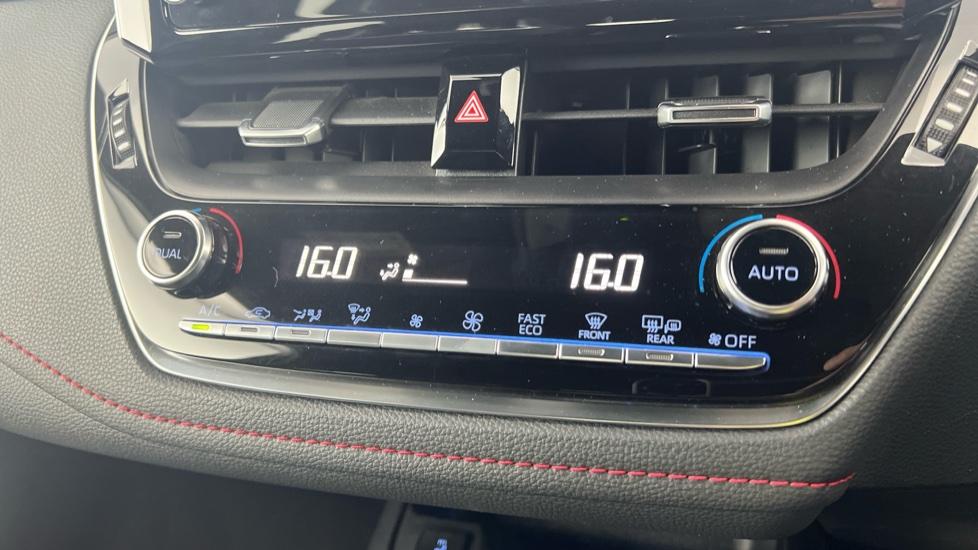 DUAL
16.0
16.0
AUTO
A/C
FAST
ECO
FRONT
REAR
OFF